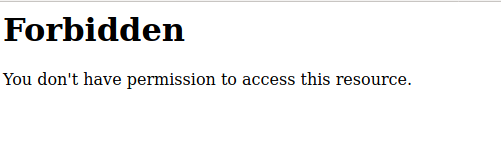 Forbidden
You don't have permission to access this resource.